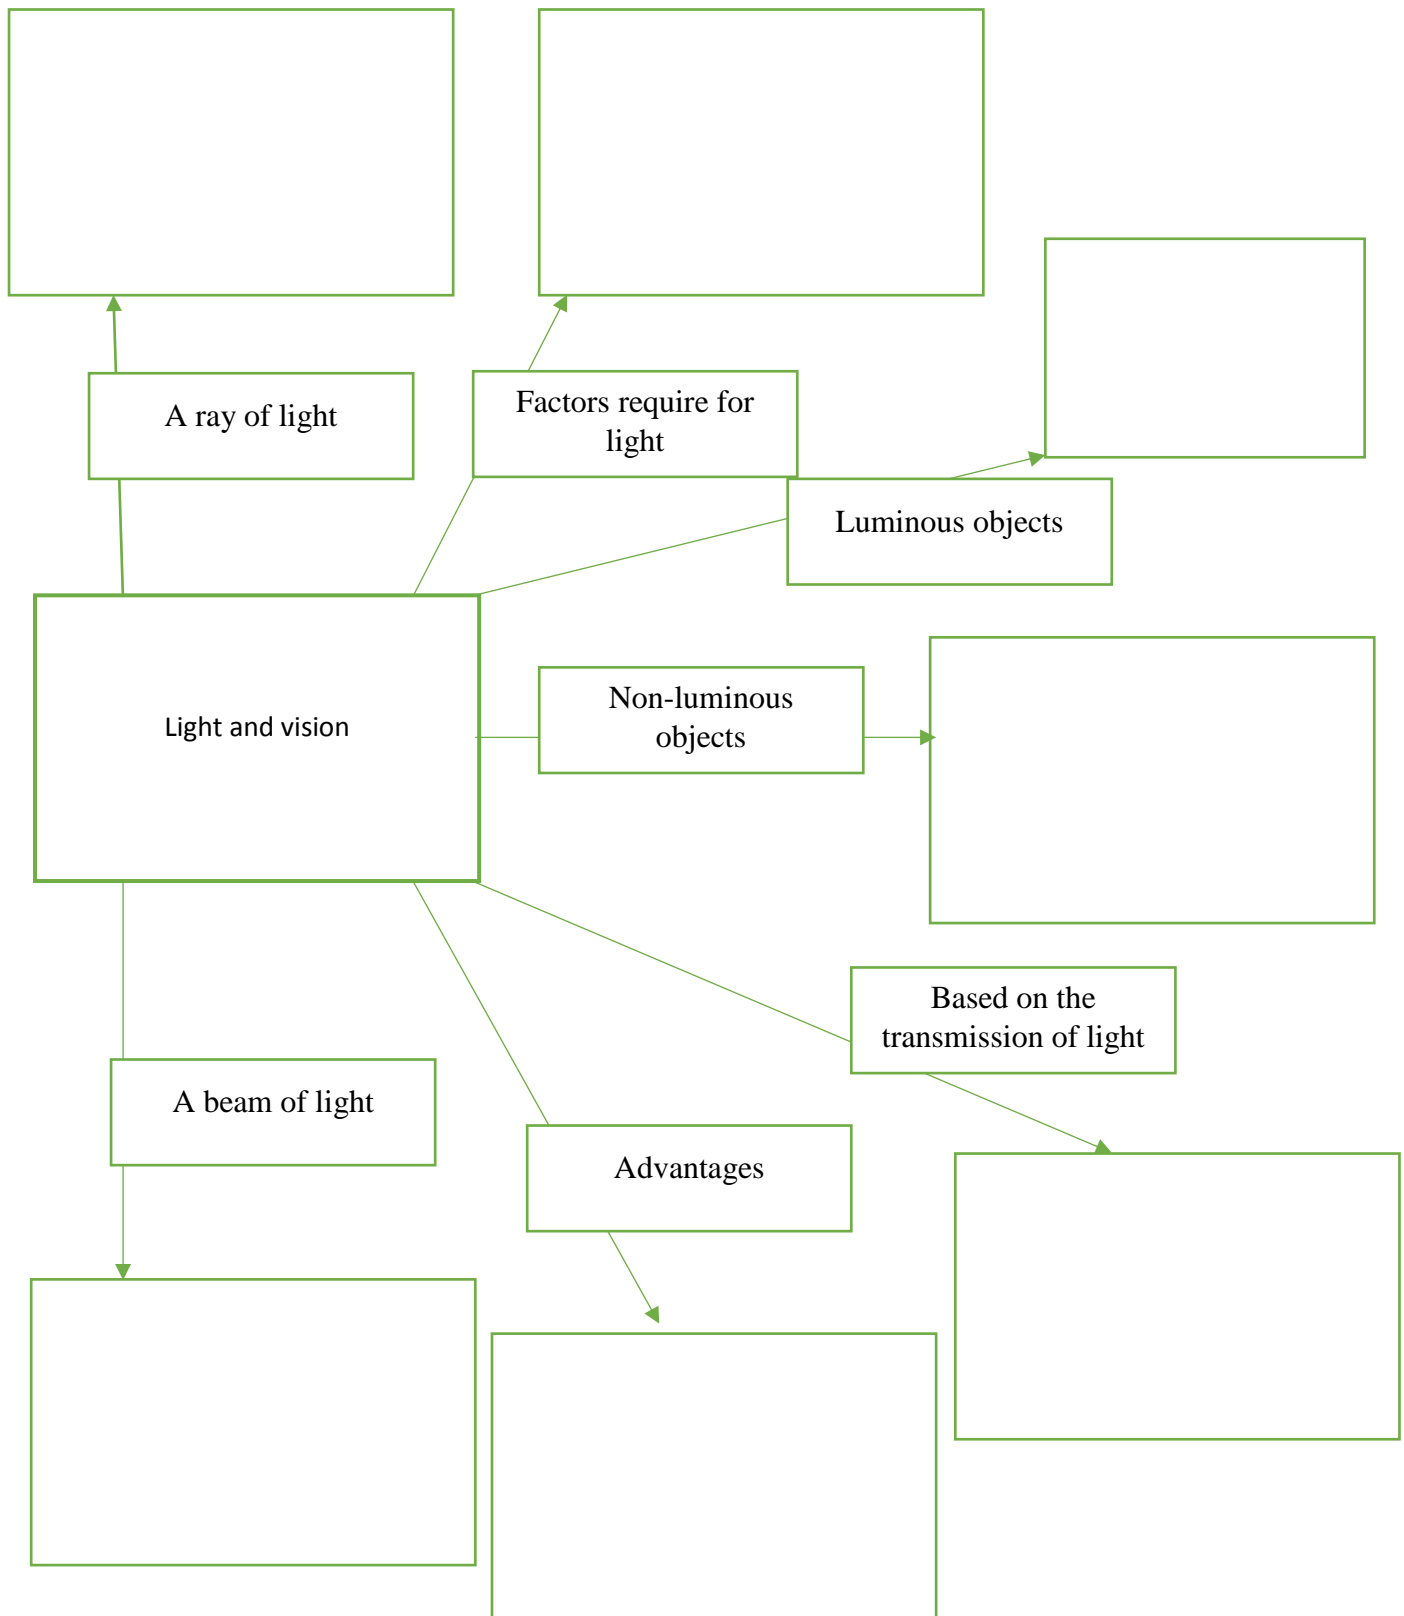 A ray of light
Factors require for
light
Luminous objects
Light and vision
Non-luminous
objects
Based on the
transmission of light
A beam of light
Advantages